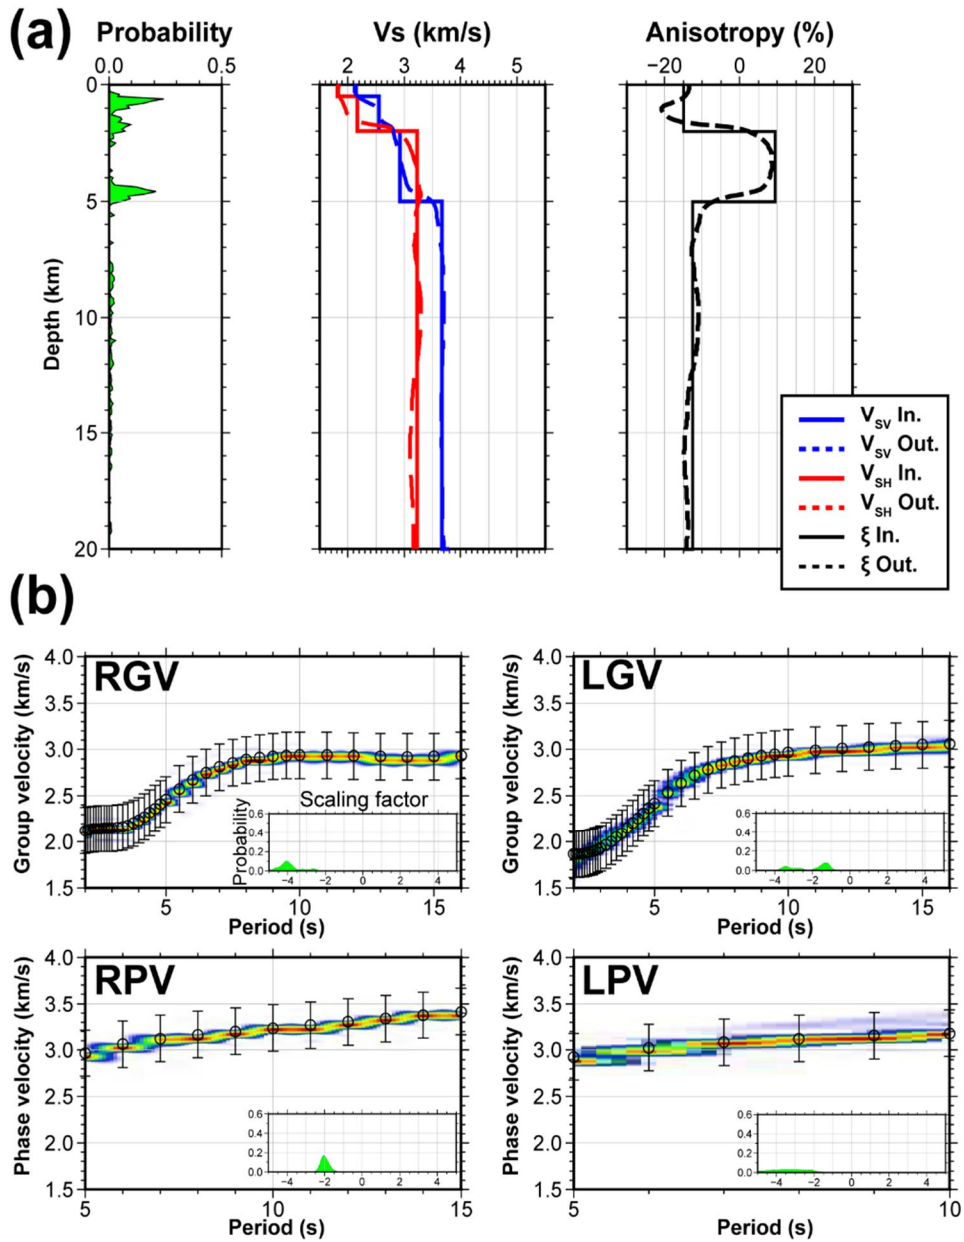 (a)
Probability
Vs (km/s)
Anisotropy (%)
0.0 0.5
2 3 4 5
−20 0 20
0
5
10
15
20
Depth (km)
V_SV In.
V_SV Out.
V_SH In.
V_SH Out.
ξ In.
ξ Out.
(b)
RGV
Group velocity (km/s)
4.0
3.5
3.0
2.5
2.0
1.5
Scaling factor
Probability
0.6
0.4
0.2
0.0
−4 −2 0 2 4
5 10 15
Period (s)
LGV
Group velocity (km/s)
4.0
3.5
3.0
2.5
2.0
1.5
0.6
0.4
0.2
0.0
−4 −2 0 2 4
5 10 15
Period (s)
RPV
Phase velocity (km/s)
4.0
3.5
3.0
2.5
2.0
1.5
0.6
0.4
0.2
0.0
−4 −2 0 2 4
5 10 15
Period (s)
LPV
Phase velocity (km/s)
4.0
3.5
3.0
2.5
2.0
1.5
0.6
0.4
0.2
0.0
−4 −2 0 2 4
5 10
Period (s)